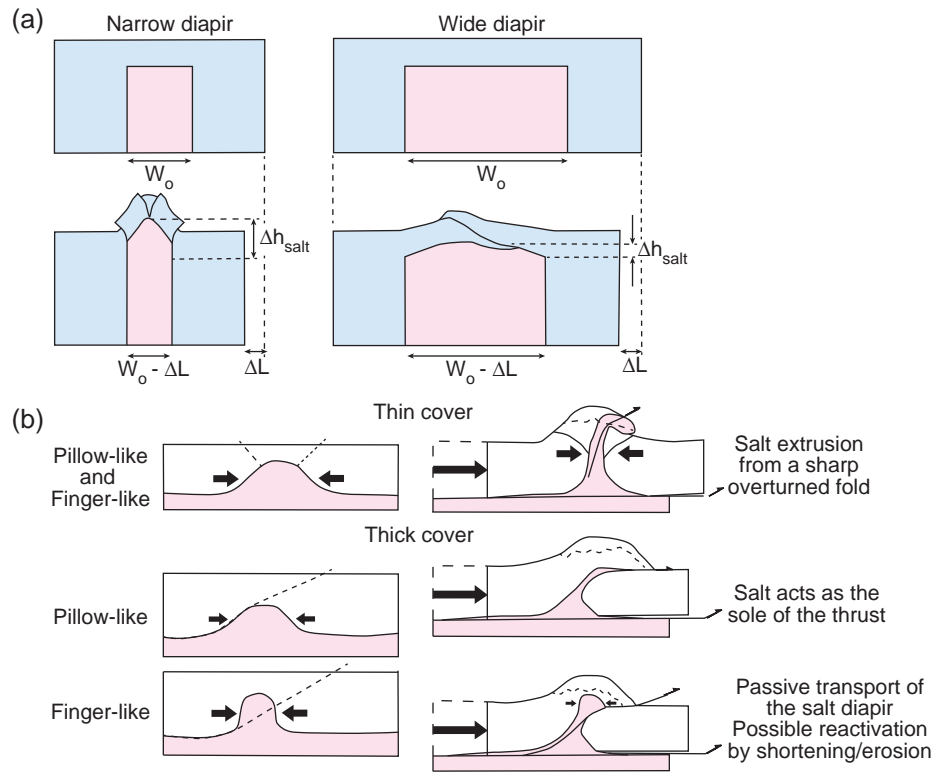 (a)
Narrow diapir
Wide diapir
Wo
Wo
Δhsalt
Δhsalt
Wo - ΔL
ΔL
Wo - ΔL
ΔL
(b)
Thin cover
Pillow-like
and
Finger-like
Salt extrusion
from a sharp
overturned fold
Thick cover
Pillow-like
Salt acts as the
sole of the thrust
Finger-like
Passive transport of
the salt diapir
Possible reactivation
by shortening/erosion